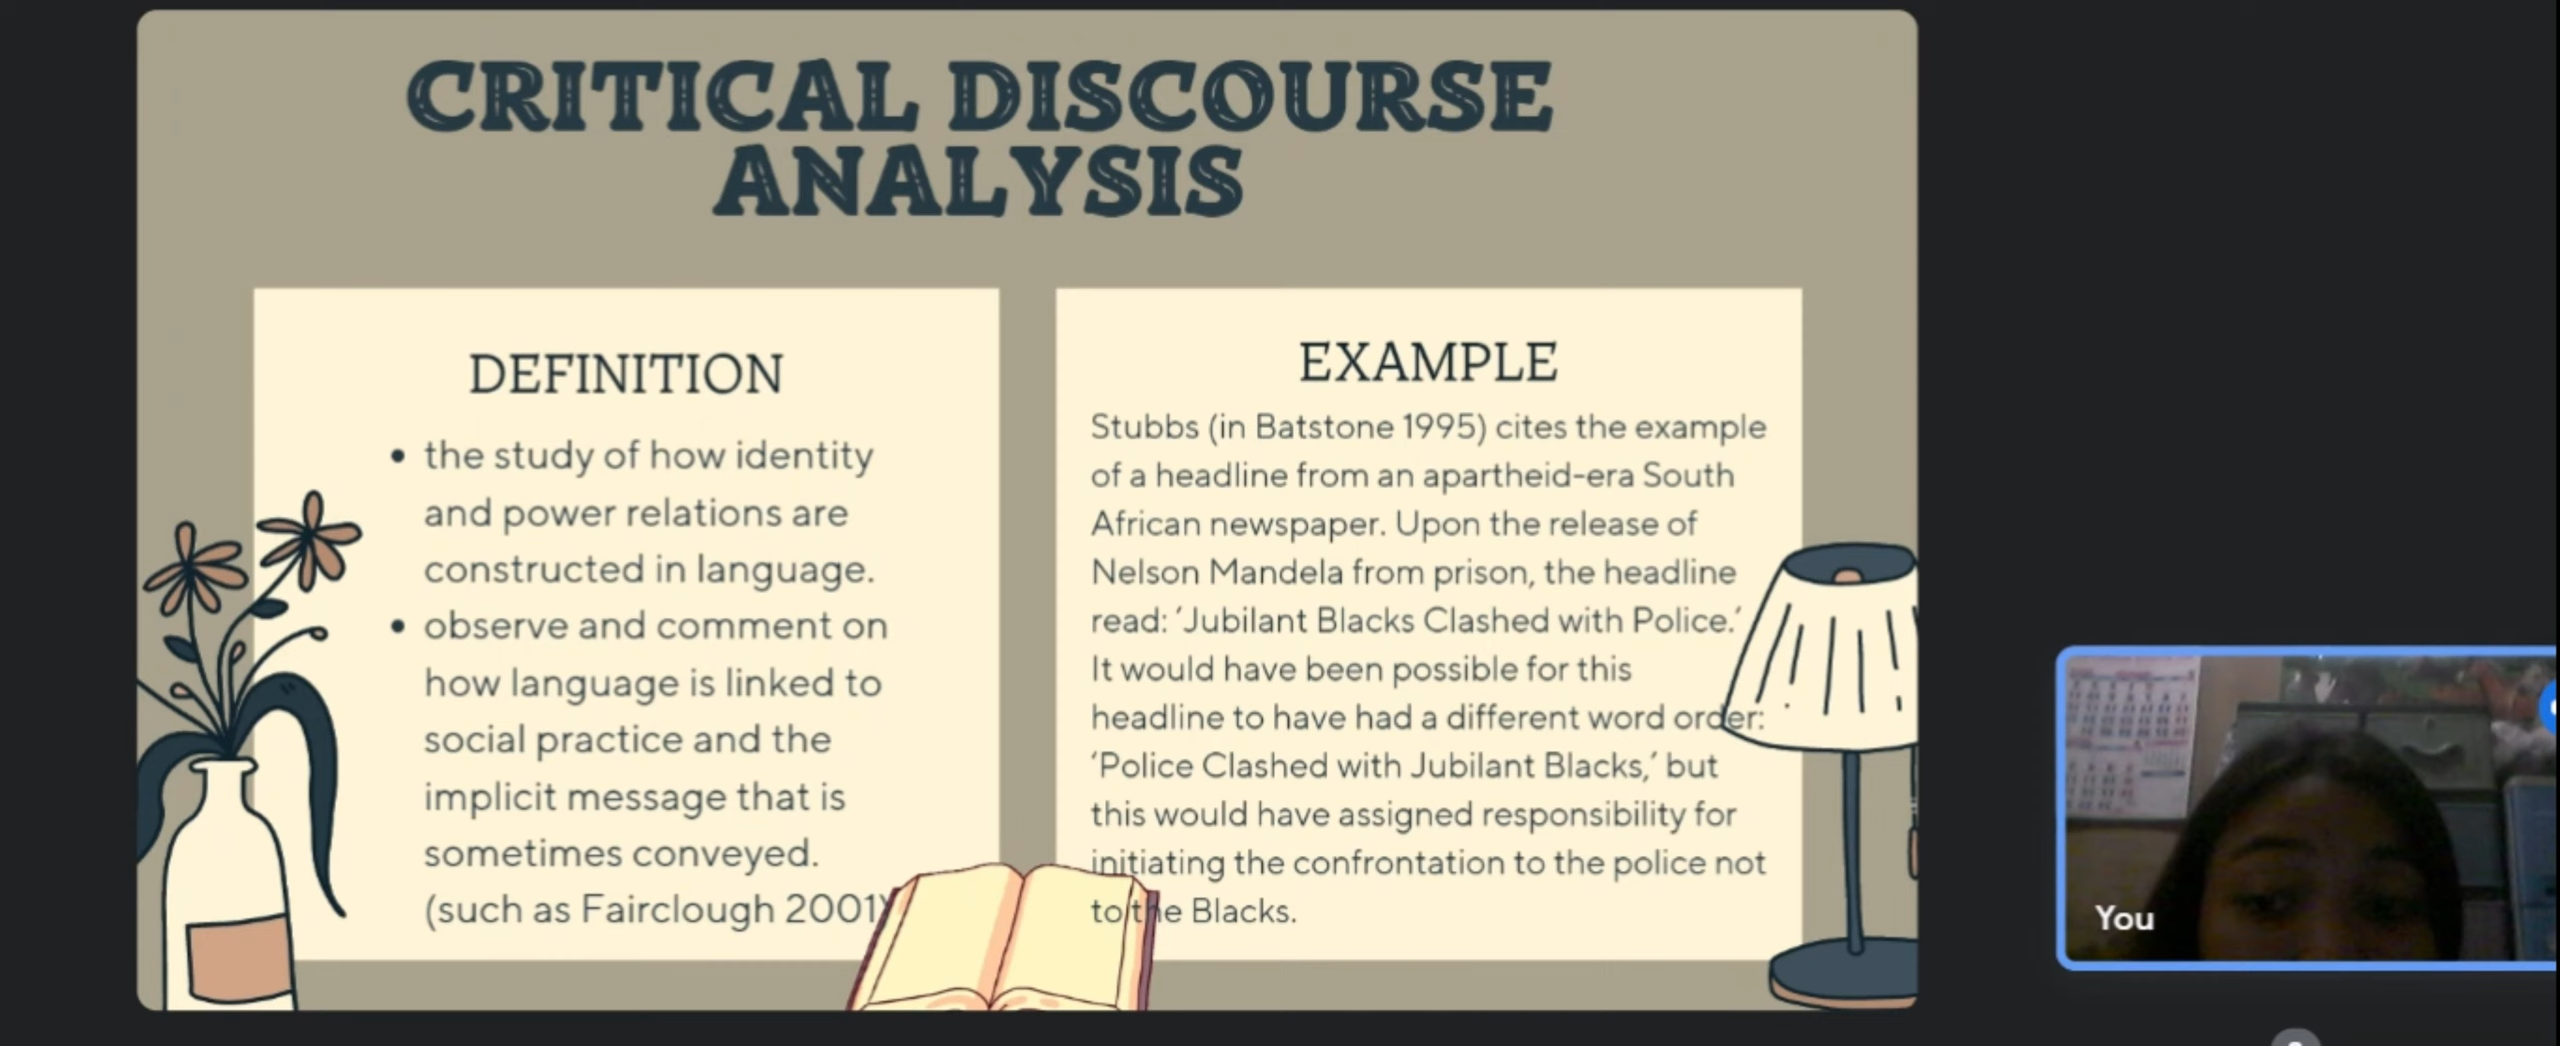 CRITICAL DISCOURSE
ANALYSIS
DEFINITION
• the study of how identity
and power relations are
constructed in language.
• observe and comment on
how language is linked to
social practice and the
implicit message that is
sometimes conveyed.
(such as Fairclough 2001)
EXAMPLE
Stubbs (in Batstone 1995) cites the example
of a headline from an apartheid-era South
African newspaper. Upon the release of
Nelson Mandela from prison, the headline
read: ‘Jubilant Blacks Clashed with Police.’
It would have been possible for this
headline to have had a different word order:
‘Police Clashed with Jubilant Blacks,’ but
this would have assigned responsibility for
initiating the confrontation to the police not
to the Blacks.
You